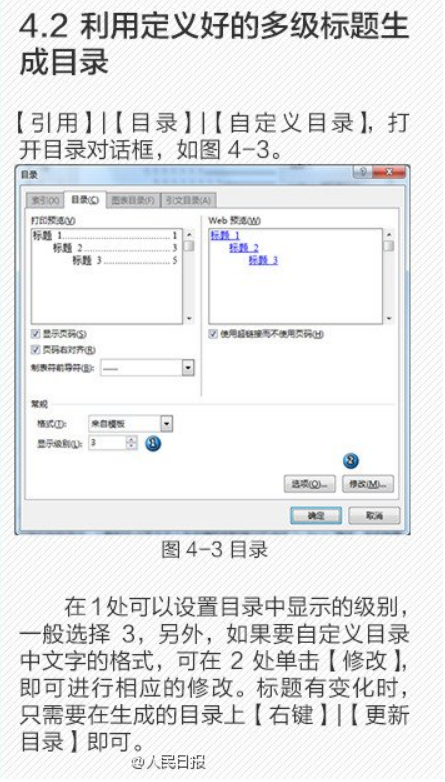 4.2 利用定义好的多级标题生
成目录
【引用】|【目录】|【自定义目录】，打
开目录对话框，如图 4-3。
目录
索引(X) 目录(C) 图表目录(F) 引文目录(A)
打印预览(V) Web 预览(W)
标题 1........................1 标题 1
标题 2........................3 标题 2
标题 3........................5 标题 3
显示页码(S) 使用超链接而不使用页码(H)
页码右对齐(R)
制表符前导符(B):
常规
格式(T): 来自模板
显示级别(L): 3 1
2
选项(O)... 修改(M)...
确定 取消
图 4-3 目录
在 1 处可以设置目录中显示的级别，
一般选择 3，另外，如果要自定义目录
中文字的格式，可在 2 处单击【修改】，
即可进行相应的修改。标题有变化时，
只需要在生成的目录上【右键】|【更新
目录】即可。
@人民日报